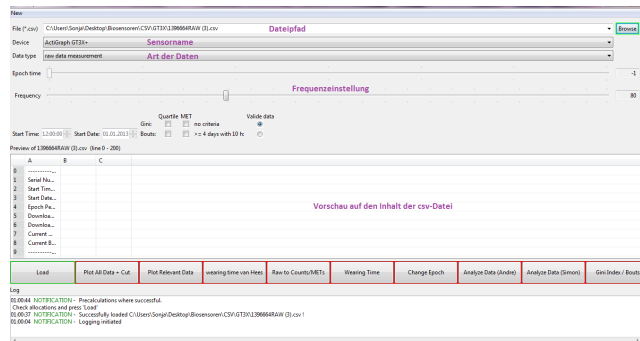 New
File (*.csv) C:\Users\Sonja\Desktop\Biosensoren\CSV\GT3X\1396664RAW (3).csv Dateipfad Browse
Device ActiGraph GT3X+ Sensorname
Data type raw data measurement Art der Daten
Epoch time -1
Frequenzeinstellung
Frequency 80
Quartile MET Valide data
Gini: no criteria
Start Time: 12:00:00 Start Date: 01.01.2013 Bouts: >= 4 days with 10 h:
Preview of 1396664RAW (3).csv (line 0 - 200)
A B C
0 ----------...
1 Serial Nu...
2 Start Tim...
3 Start Date...
4 Epoch Pe... Vorschau auf den Inhalt der csv-Datei
5 Downloa...
6 Downloa...
7 Current ...
8 Current B...
9 ----------...
Load Plot All Data + Cut Plot Relevant Data wearing time van Hees Raw to Counts/METs Wearing Time Change Epoch Analyze Data (Andre) Analyze Data (Simon) Gini Index / Bouts
Log
01:00:44 NOTIFICATION - Precalculations where successful.
Check allocations and press 'Load'
01:00:37 NOTIFICATION - Successfully loaded C:\Users\Sonja\Desktop\Biosensoren\CSV\GT3X\1396664RAW (3).csv !
01:00:04 NOTIFICATION - Logging initiated